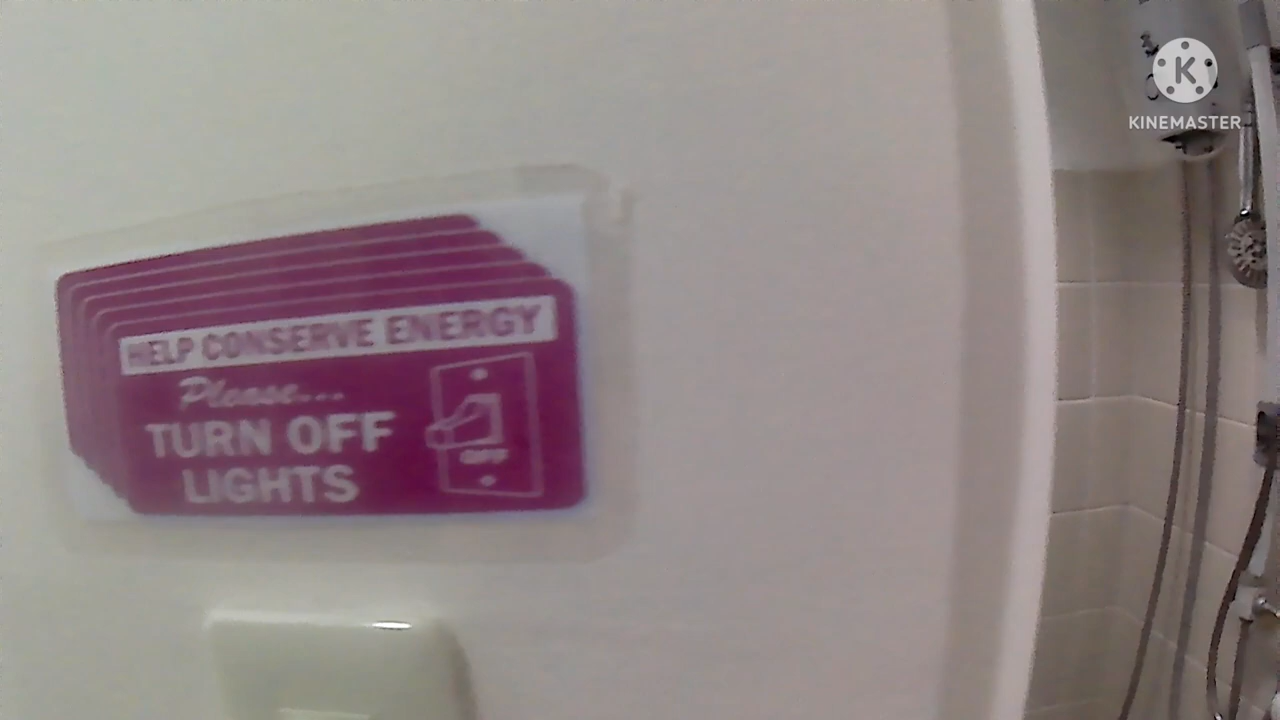 HELP CONSERVE ENERGY
Please...
TURN OFF
LIGHTS
OFF
K
KINEMASTER